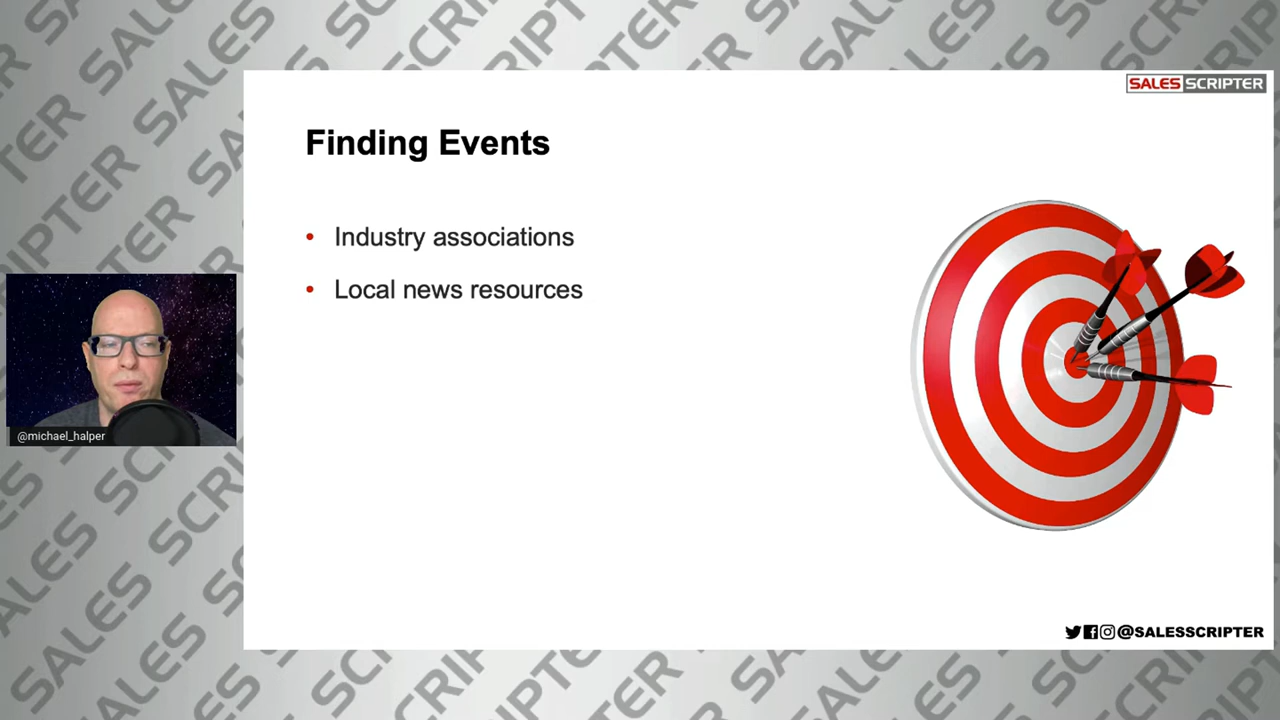 SALES SCRIPTER
Finding Events
• Industry associations
• Local news resources
@michael_halper
@SALESSCRIPTER